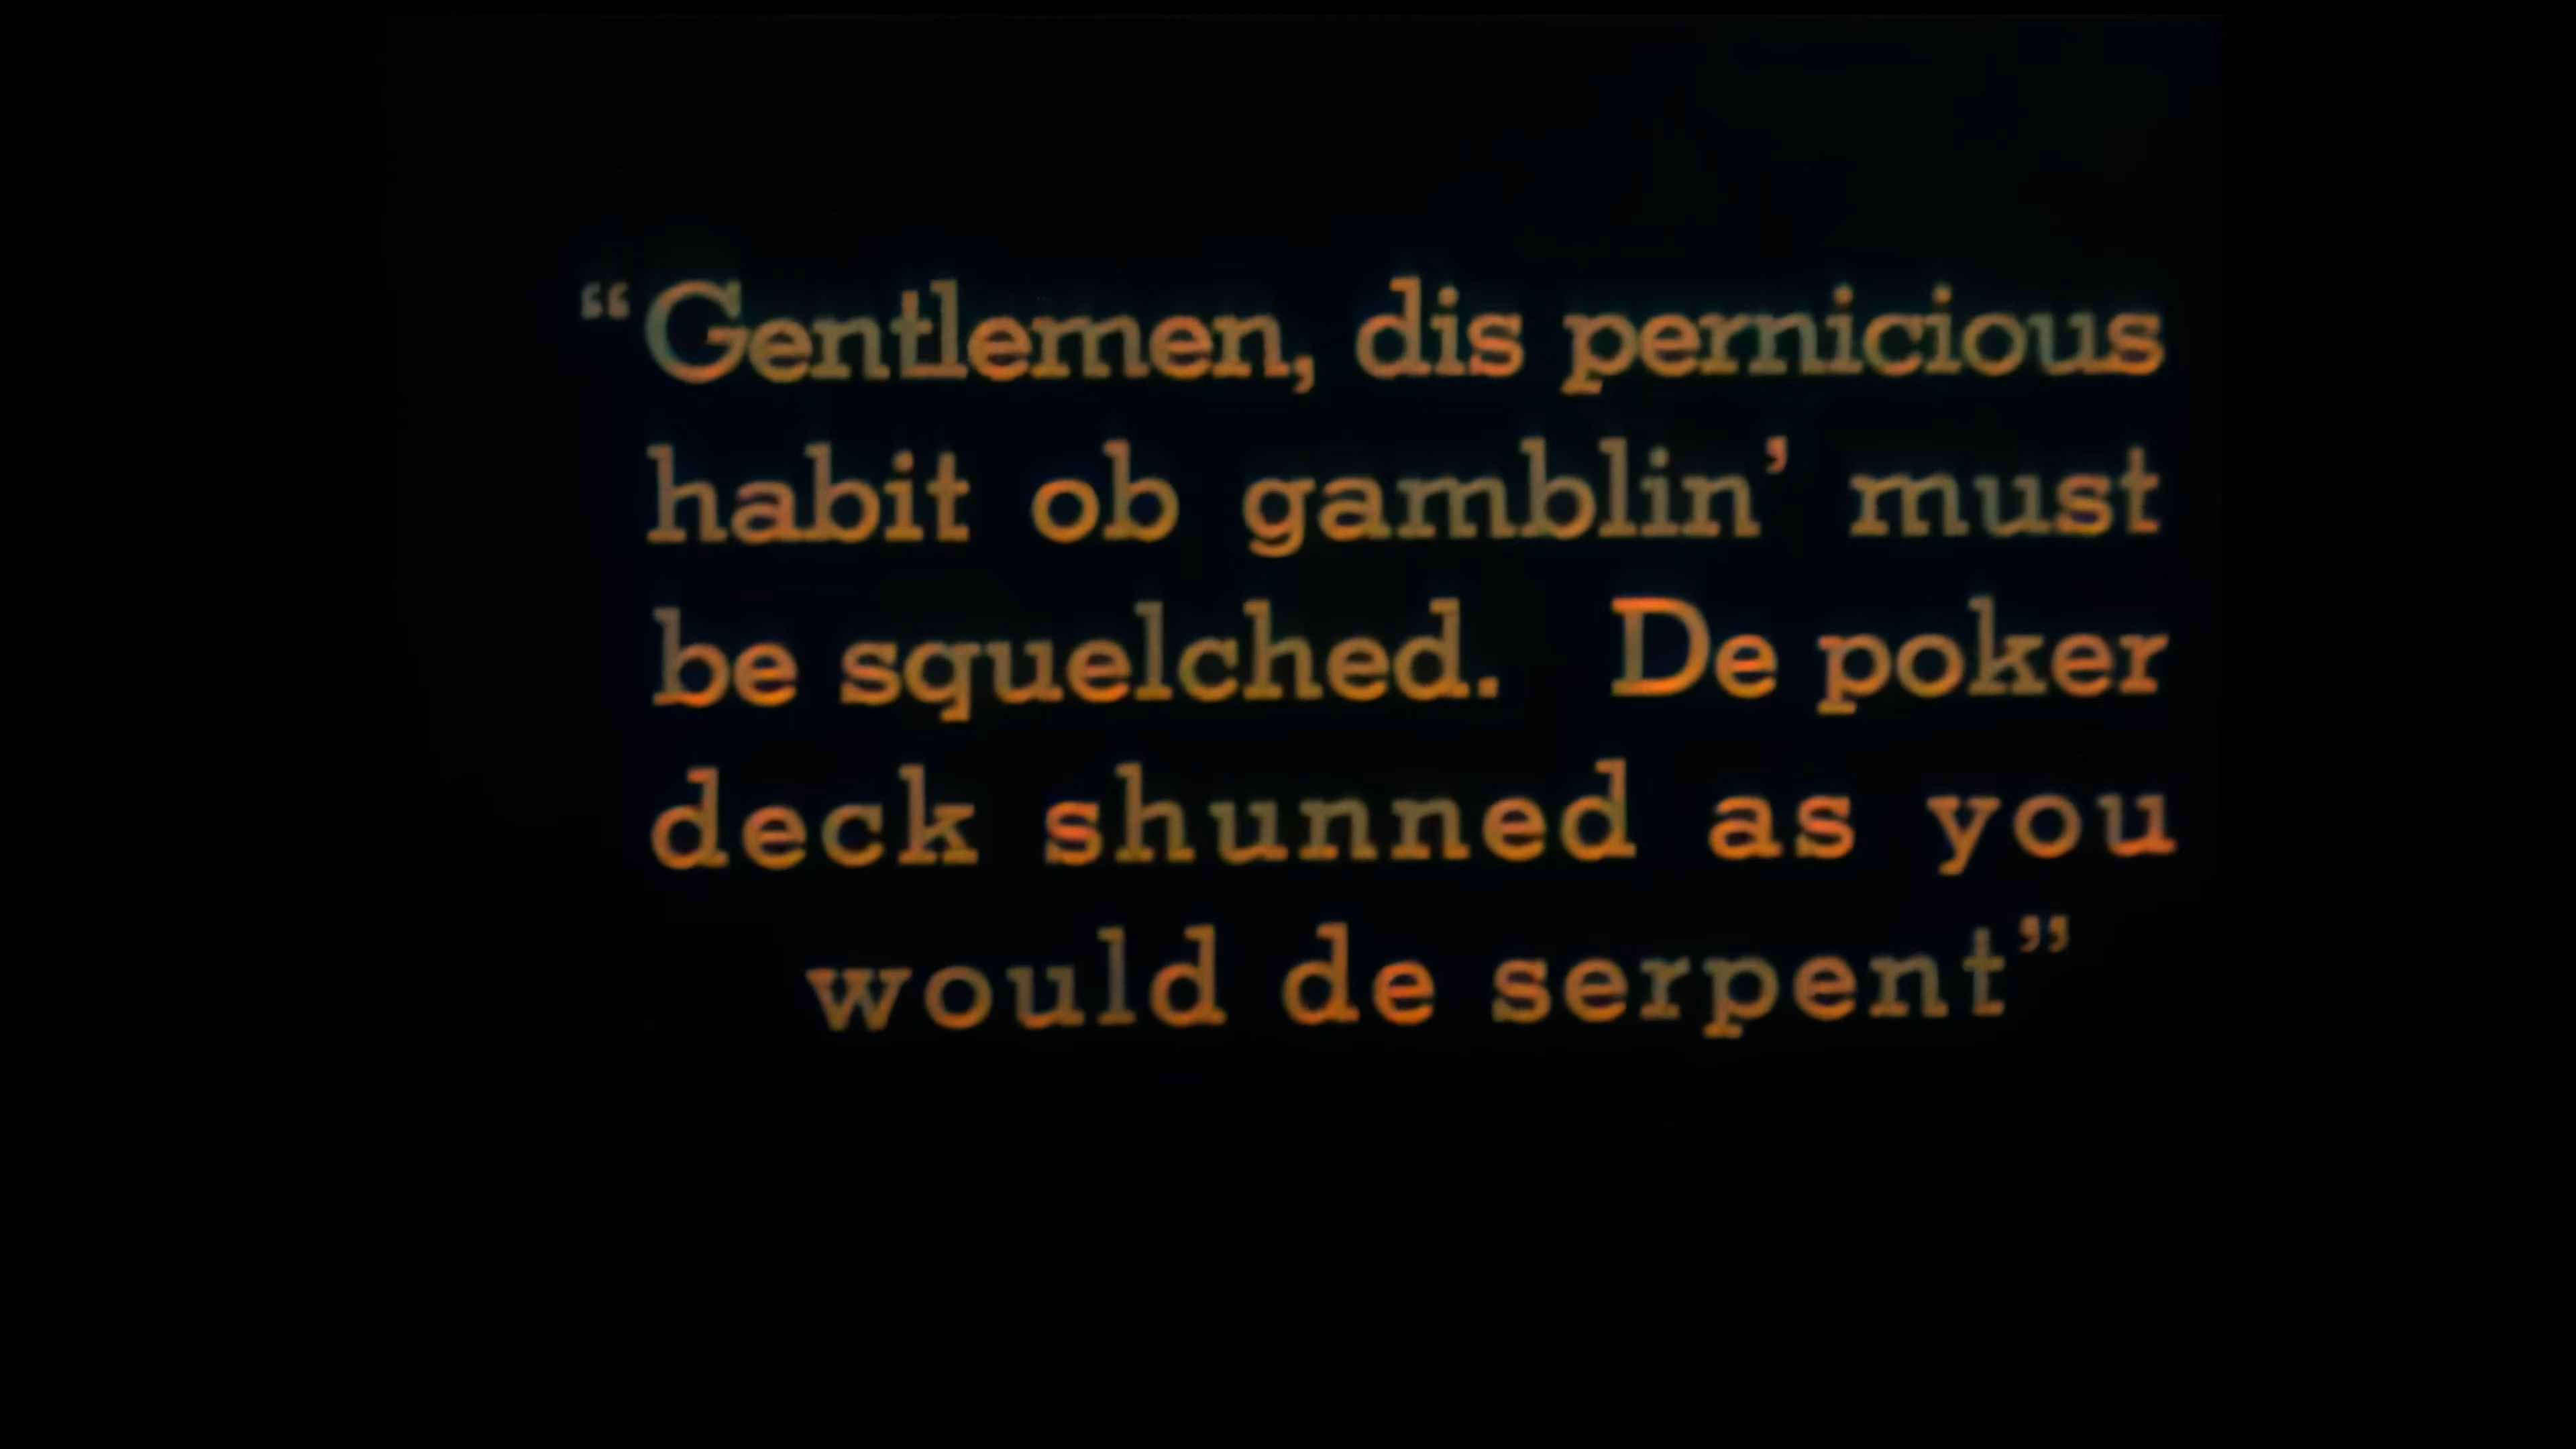 “Gentlemen, dis pernicious
habit ob gamblin’ must
be squelched. De poker
deck shunned as you
would de serpent”